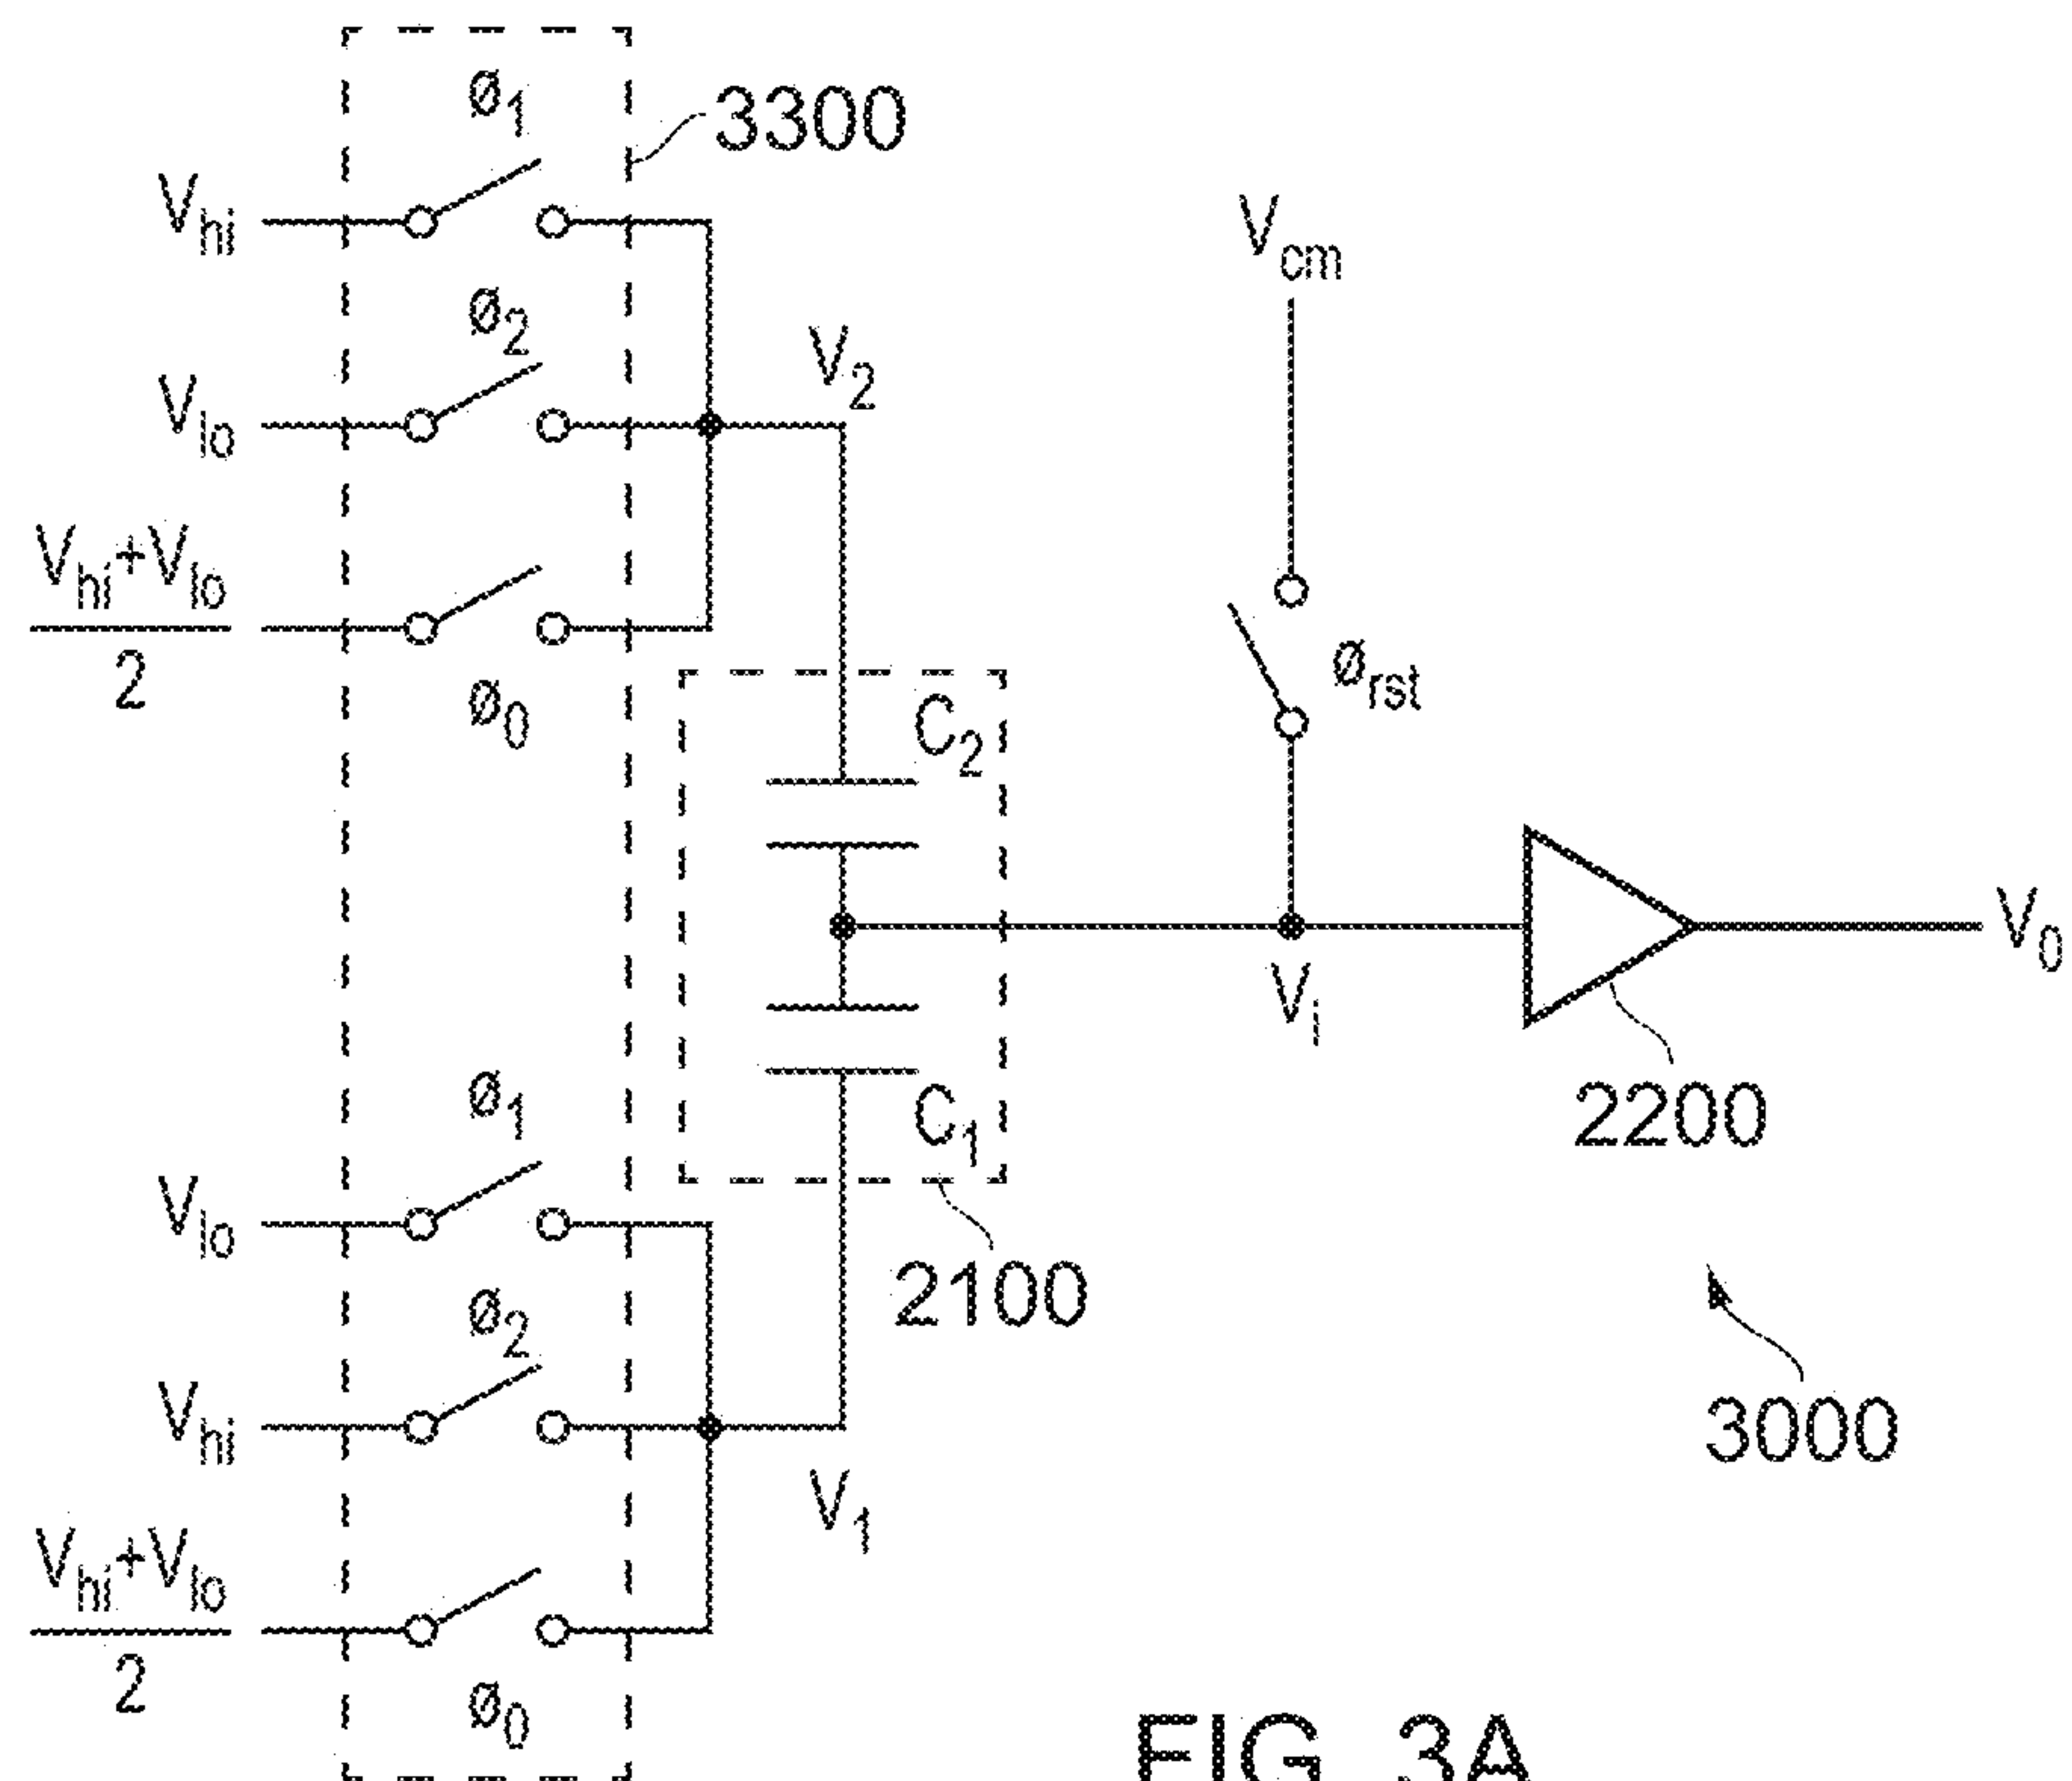 ø1
3300
Vhi
Vcm
ø2
V2
Vlo
Vhi+Vlo
2
ø0
ørst
C2
V0
Vi
ø1
C1
2200
Vlo
2100
ø2
Vhi
3000
V1
Vhi+Vlo
2
ø0
FIG. 3A